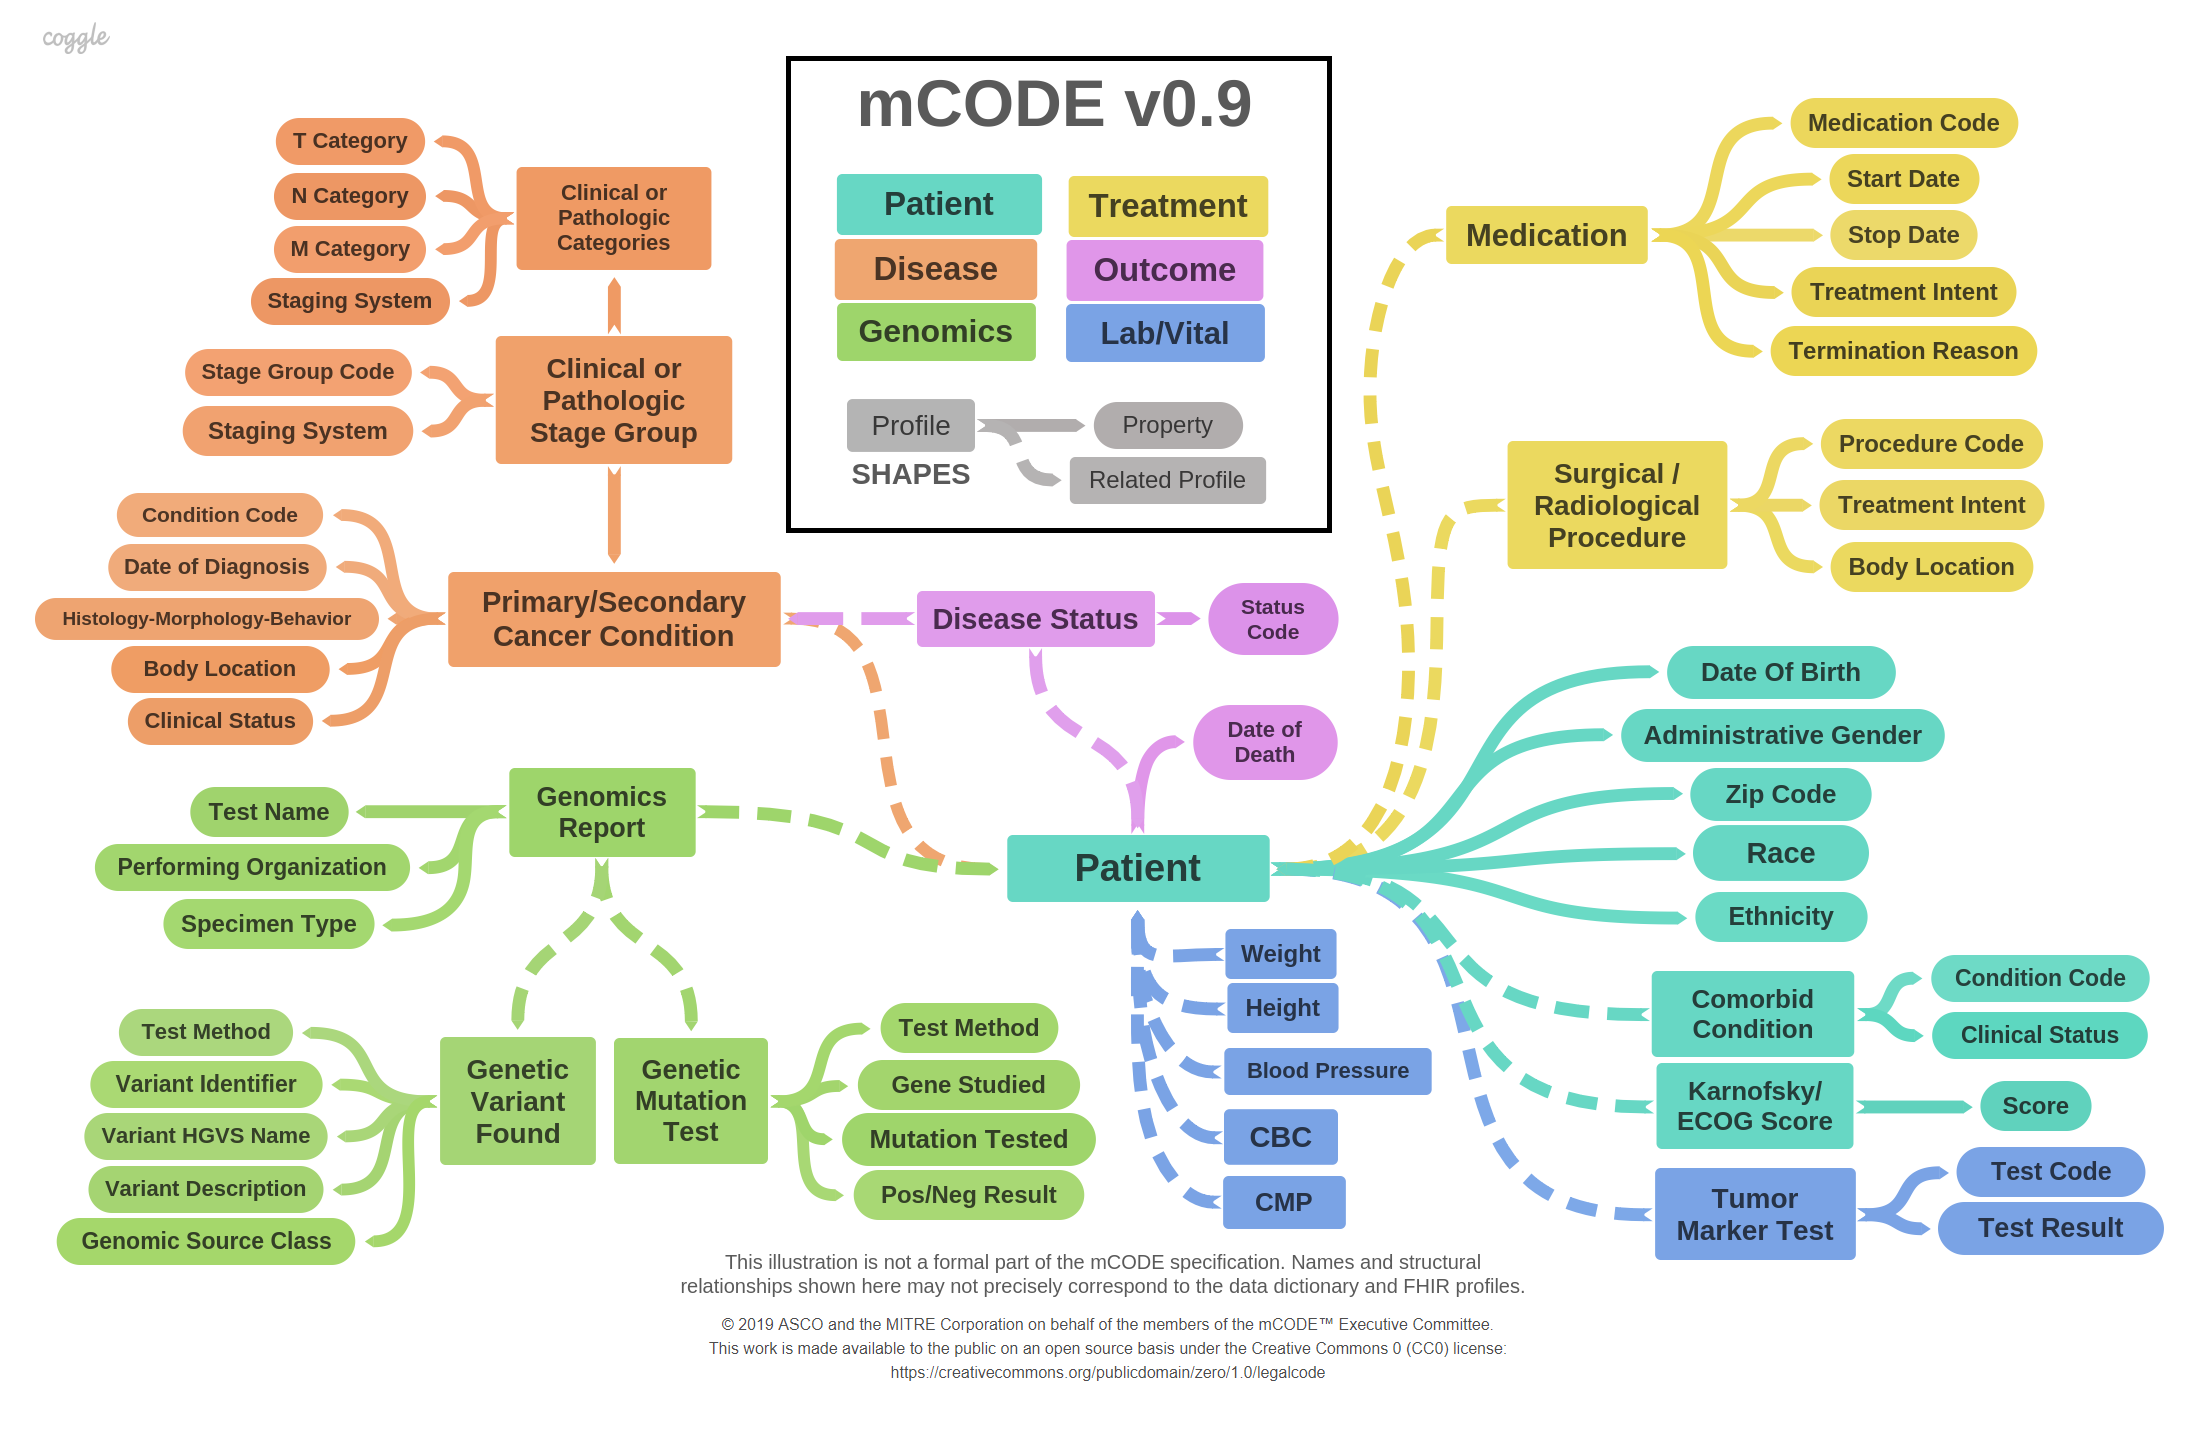 coggle
mCODE v0.9
Patient
Treatment
Disease
Outcome
Genomics
Lab/Vital
Profile
Property
SHAPES
Related Profile
T Category
N Category
M Category
Staging System
Clinical or
Pathologic
Categories
Stage Group Code
Staging System
Clinical or
Pathologic
Stage Group
Condition Code
Date of Diagnosis
Histology-Morphology-Behavior
Body Location
Clinical Status
Primary/Secondary
Cancer Condition
Disease Status
Status
Code
Date of
Death
Medication
Medication Code
Start Date
Stop Date
Treatment Intent
Termination Reason
Surgical /
Radiological
Procedure
Procedure Code
Treatment Intent
Body Location
Patient
Date Of Birth
Administrative Gender
Zip Code
Race
Ethnicity
Test Name
Performing Organization
Specimen Type
Genomics
Report
Test Method
Variant Identifier
Variant HGVS Name
Variant Description
Genomic Source Class
Genetic
Variant
Found
Genetic
Mutation
Test
Test Method
Gene Studied
Mutation Tested
Pos/Neg Result
Weight
Height
Blood Pressure
CBC
CMP
Comorbid
Condition
Condition Code
Clinical Status
Karnofsky/
ECOG Score
Score
Tumor
Marker Test
Test Code
Test Result
This illustration is not a formal part of the mCODE specification. Names and structural
relationships shown here may not precisely correspond to the data dictionary and FHIR profiles.
© 2019 ASCO and the MITRE Corporation on behalf of the members of the mCODE™ Executive Committee.
This work is made available to the public on an open source basis under the Creative Commons 0 (CC0) license:
https://creativecommons.org/publicdomain/zero/1.0/legalcode